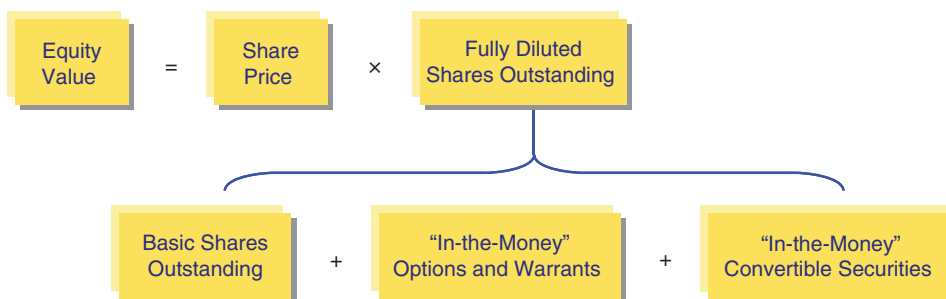 Equity
Value
=
Share
Price
×
Fully Diluted
Shares Outstanding
Basic Shares
Outstanding
+
“In-the-Money”
Options and Warrants
+
“In-the-Money”
Convertible Securities